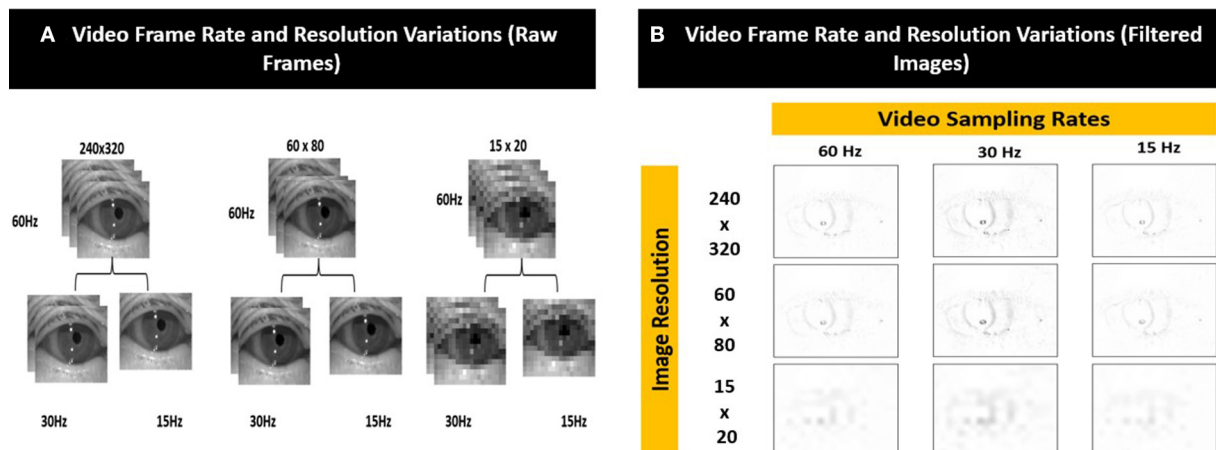 A Video Frame Rate and Resolution Variations (Raw
Frames)
240x320
60 x 80
15 x 20
60Hz
60Hz
60Hz
30Hz
15Hz
30Hz
15Hz
30Hz
15Hz
B Video Frame Rate and Resolution Variations (Filtered
Images)
Video Sampling Rates
60 Hz
30 Hz
15 Hz
Image Resolution
240
x
320
60
x
80
15
x
20